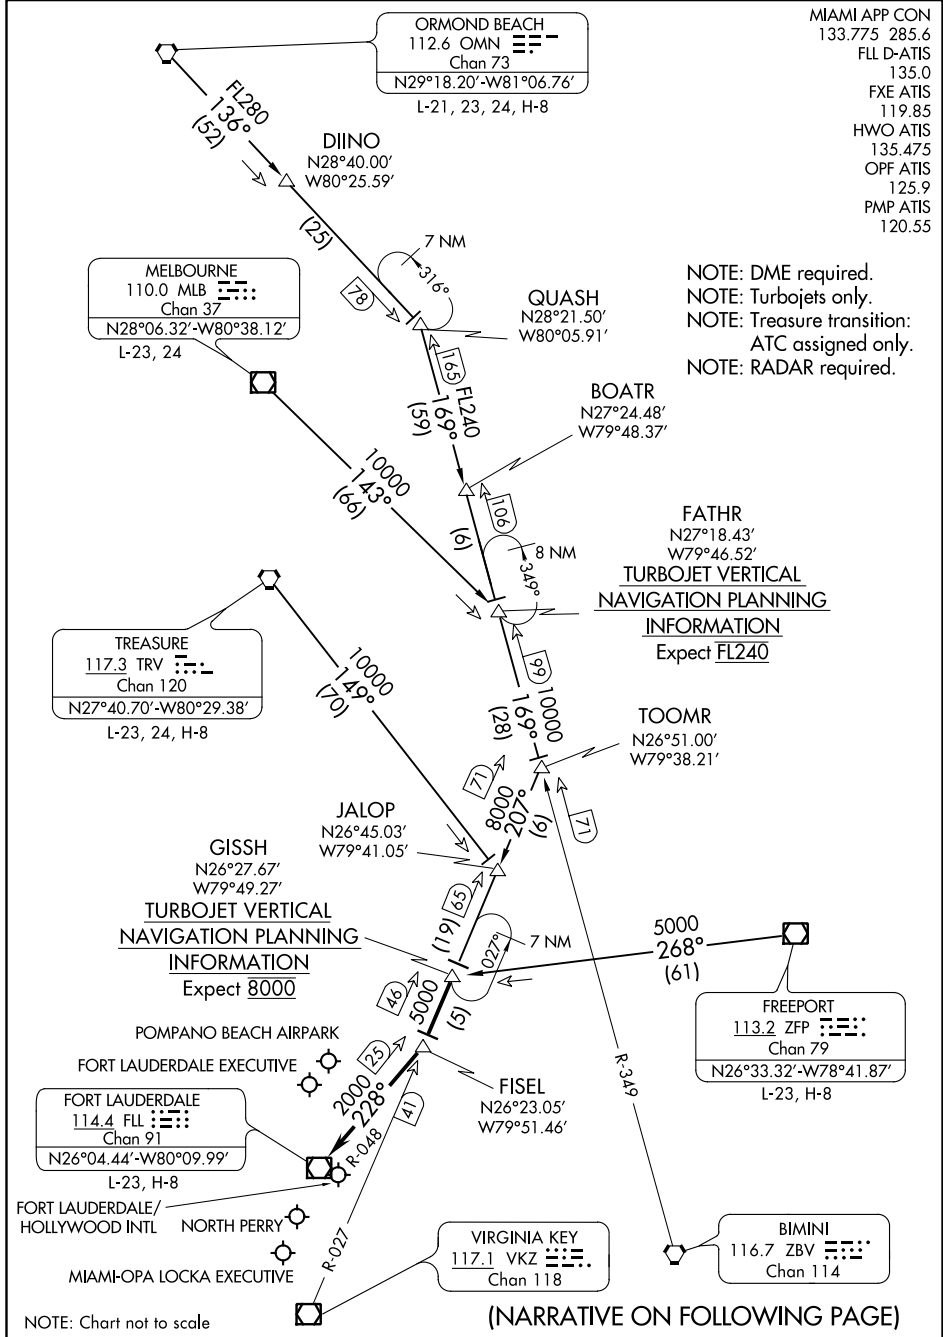 ORMOND BEACH
112.6 OMN
Chan 73
N29°18.20'-W81°06.76'
L-21, 23, 24, H-8
MIAMI APP CON
133.775 285.6
FLL D-ATIS
135.0
FXE ATIS
119.85
HWO ATIS
135.475
OPF ATIS
125.9
PMP ATIS
120.55
FL280
136°
(52)
DIINO
N28°40.00'
W80°25.59'
(25)
7 NM
316°
78
MELBOURNE
110.0 MLB
Chan 37
N28°06.32'-W80°38.12'
L-23, 24
QUASH
N28°21.50'
W80°05.91'
NOTE: DME required.
NOTE: Turbojets only.
NOTE: Treasure transition:
ATC assigned only.
NOTE: RADAR required.
165
FL240
169°
(59)
BOATR
N27°24.48'
W79°48.37'
10000
143°
(66)
106
(6)
8 NM
349°
FATHR
N27°18.43'
W79°46.52'
TURBOJET VERTICAL
NAVIGATION PLANNING
INFORMATION
Expect FL240
TREASURE
117.3 TRV
Chan 120
N27°40.70'-W80°29.38'
L-23, 24, H-8
10000
149°
(70)
99
10000
169°
(28)
TOOMR
N26°51.00'
W79°38.21'
71
8000
207°
(6)
71
JALOP
N26°45.03'
W79°41.05'
GISSH
N26°27.67'
W79°49.27'
TURBOJET VERTICAL
NAVIGATION PLANNING
INFORMATION
Expect 8000
65
(19)
027°
7 NM
5000
268°
(61)
46
5000
(5)
FREEPORT
113.2 ZFP
Chan 79
N26°33.32'-W78°41.87'
L-23, H-8
POMPANO BEACH AIRPARK
FORT LAUDERDALE EXECUTIVE
25
2000
228°
R-048
41
FISEL
N26°23.05'
W79°51.46'
R-349
FORT LAUDERDALE
114.4 FLL
Chan 91
N26°04.44'-W80°09.99'
L-23, H-8
FORT LAUDERDALE/
HOLLYWOOD INTL
NORTH PERRY
MIAMI-OPA LOCKA EXECUTIVE
R-027
VIRGINIA KEY
117.1 VKZ
Chan 118
BIMINI
116.7 ZBV
Chan 114
NOTE: Chart not to scale
(NARRATIVE ON FOLLOWING PAGE)